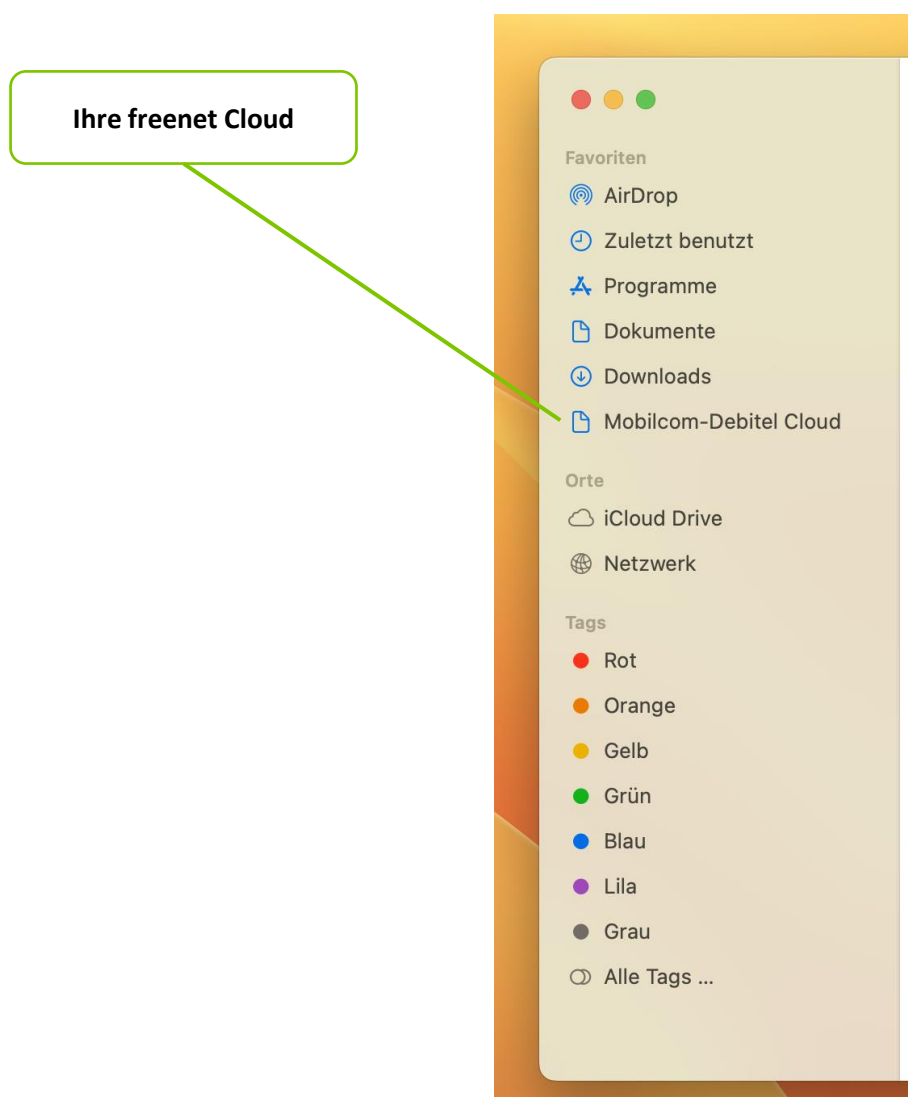 Ihre freenet Cloud
Favoriten
AirDrop
Zuletzt benutzt
Programme
Dokumente
Downloads
Mobilcom-Debitel Cloud
Orte
iCloud Drive
Netzwerk
Tags
Rot
Orange
Gelb
Grün
Blau
Lila
Grau
Alle Tags ...